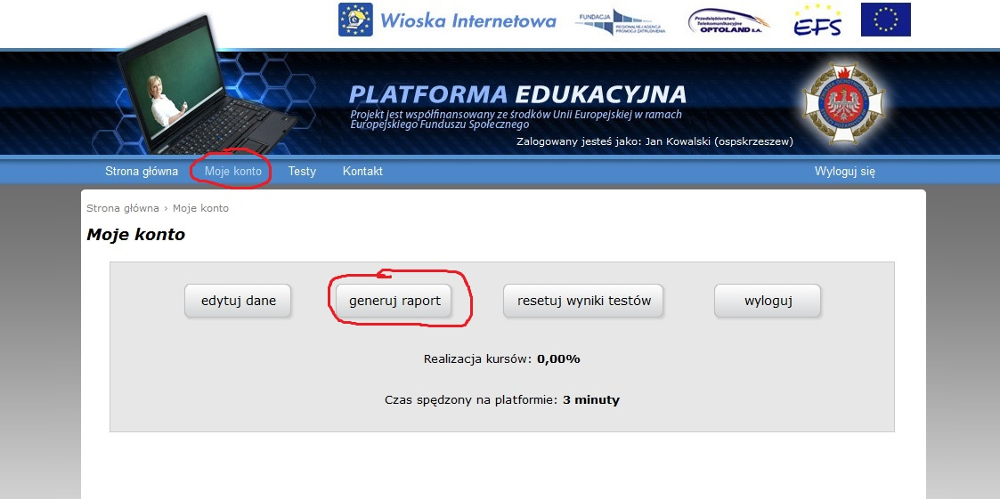 Wioska Internetowa
FUNDACJA
REGIONALNEJ AGENCJI
PROMOCJI ZATRUDNIENIA
Przedsiębiorstwo
Telekomunikacyjne
OPTOLAND S.A.
EFS
PLATFORMA EDUKACYJNA
Projekt jest współfinansowany ze środków Unii Europejskiej w ramach
Europejskiego Funduszu Społecznego
Zalogowany jesteś jako: Jan Kowalski (ospskrzeszew)
Strona główna Moje konto Testy Kontakt Wyloguj się
Strona główna › Moje konto
Moje konto
edytuj dane generuj raport resetuj wyniki testów wyloguj
Realizacja kursów: 0,00%
Czas spędzony na platformie: 3 minuty